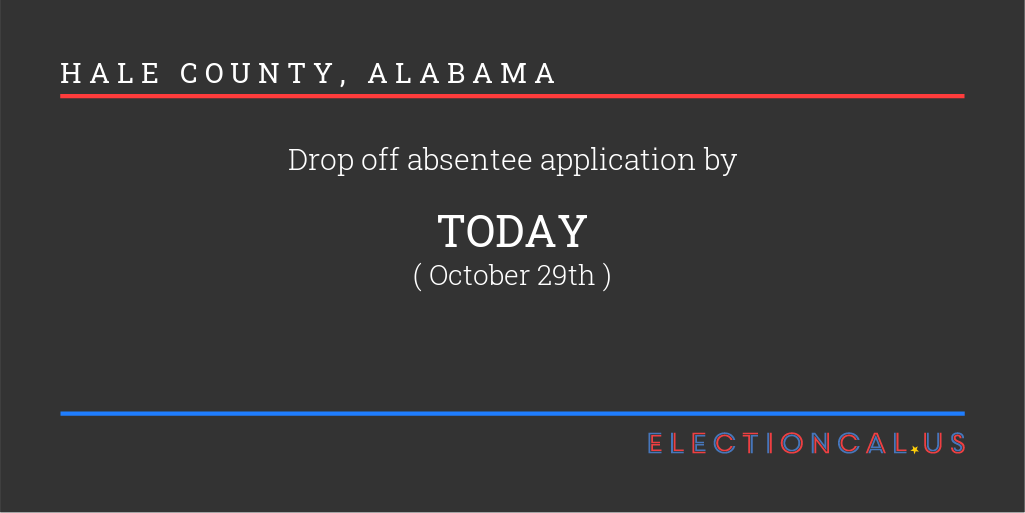 HALE COUNTY, ALABAMA
Drop off absentee application by
TODAY
( October 29th )
ELECTIONCAL.US